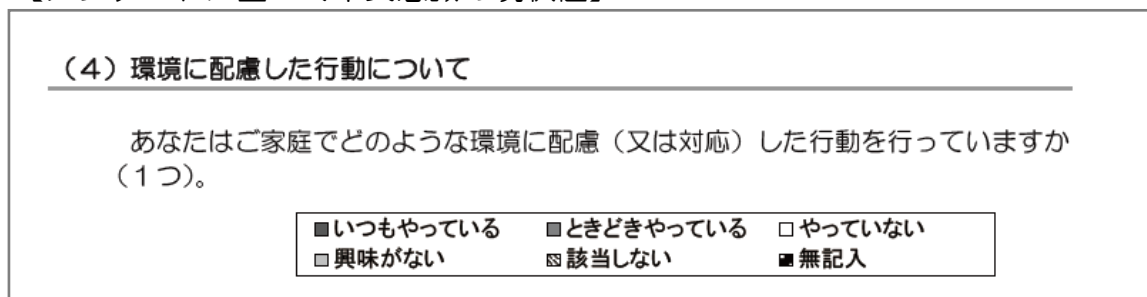 （4）環境に配慮した行動について
あなたはご家庭でどのような環境に配慮（又は対応）した行動を行っていますか
（1つ）。
いつもやっている ときどきやっている やっていない
興味がない 該当しない 無記入